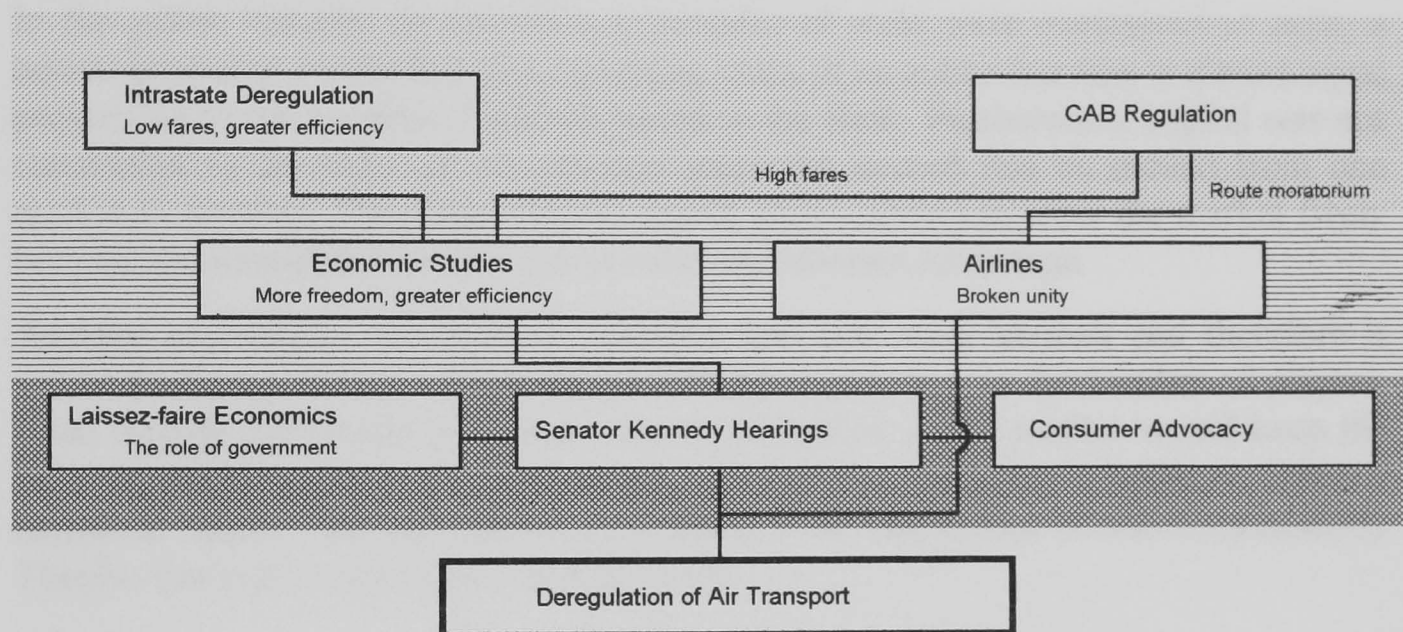 Intrastate Deregulation
Low fares, greater efficiency
CAB Regulation
High fares
Route moratorium
Economic Studies
More freedom, greater efficiency
Airlines
Broken unity
Laissez-faire Economics
The role of government
Senator Kennedy Hearings
Consumer Advocacy
Deregulation of Air Transport